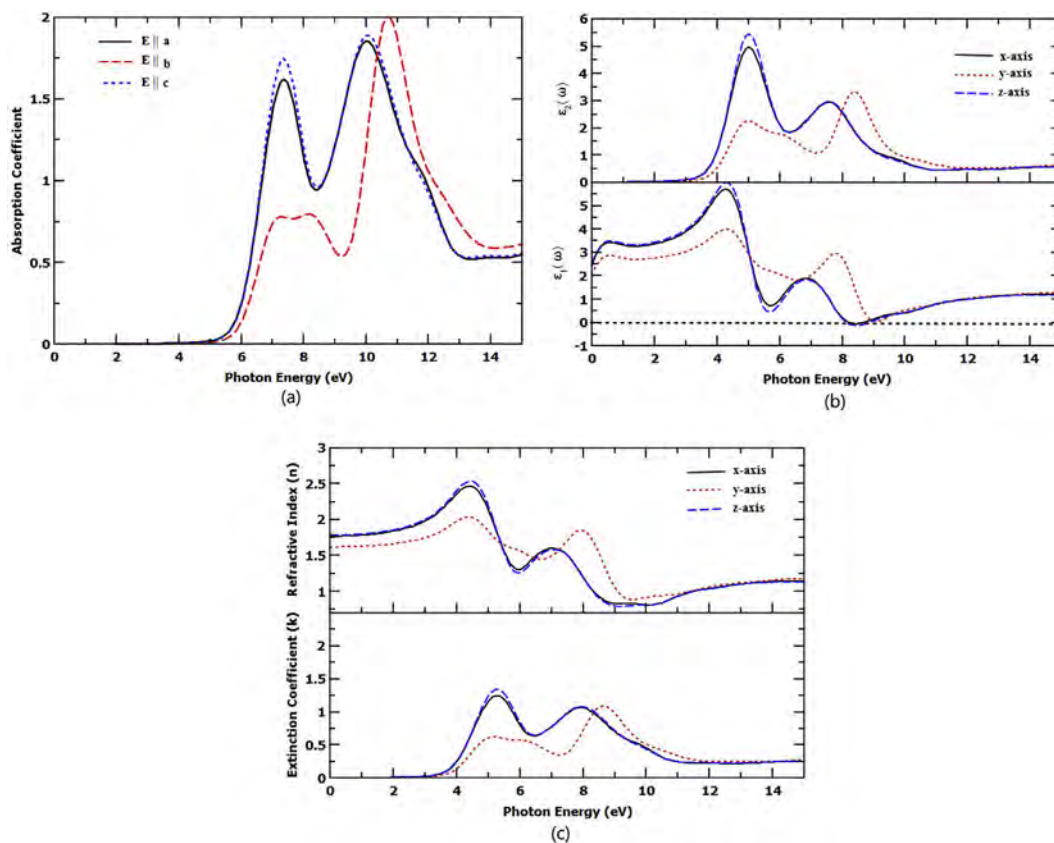 2
1.5
1
0.5
0
Absorption Coefficient
E || a
E || b
E || c
0 2 4 6 8 10 12 14
Photon Energy (eV)
(a)
6
5
4
3
2
1
0
ε₂(ω)
x-axis
y-axis
z-axis
5
4
3
2
1
0
-1
ε₁(ω)
0 2 4 6 8 10 12 14
Photon Energy (eV)
(b)
3
2.5
2
1.5
1
Refractive Index (n)
x-axis
y-axis
z-axis
2
1.5
1
0.5
0
Extinction Coefficient (k)
0 2 4 6 8 10 12 14
Photon Energy (eV)
(c)